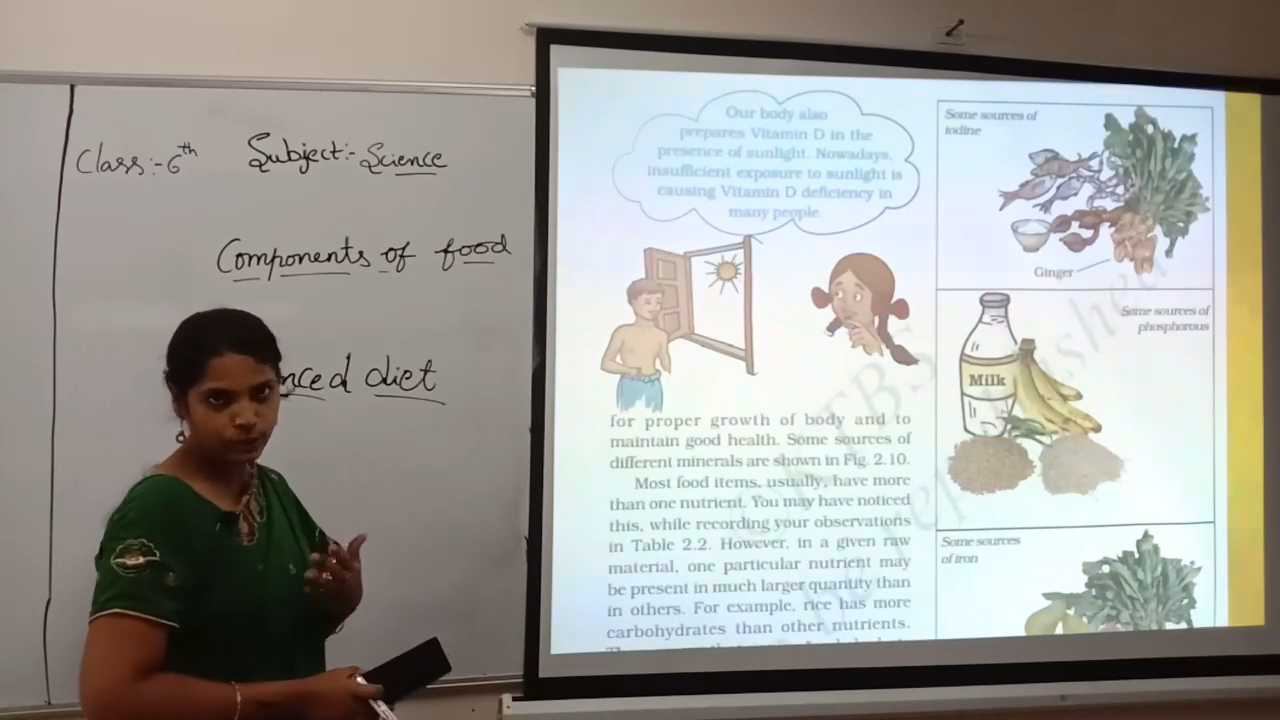 Class:- 6th Subject:- Science
Components of food
nced diet
Our body also
prepares Vitamin D in the
presence of sunlight. Nowadays,
insufficient exposure to sunlight is
causing Vitamin D deficiency in
many people.
for proper growth of body and to
maintain good health. Some sources of
different minerals are shown in Fig. 2.10.
Most food items, usually, have more
than one nutrient. You may have noticed
this, while recording your observations
in Table 2.2. However, in a given raw
material, one particular nutrient may
be present in much larger quantity than
in others. For example, rice has more
carbohydrates than other nutrients.
Some sources of
iodine
Ginger
Some sources of
phosphorous
Milk
Some sources
of iron
©KTBS
be republished